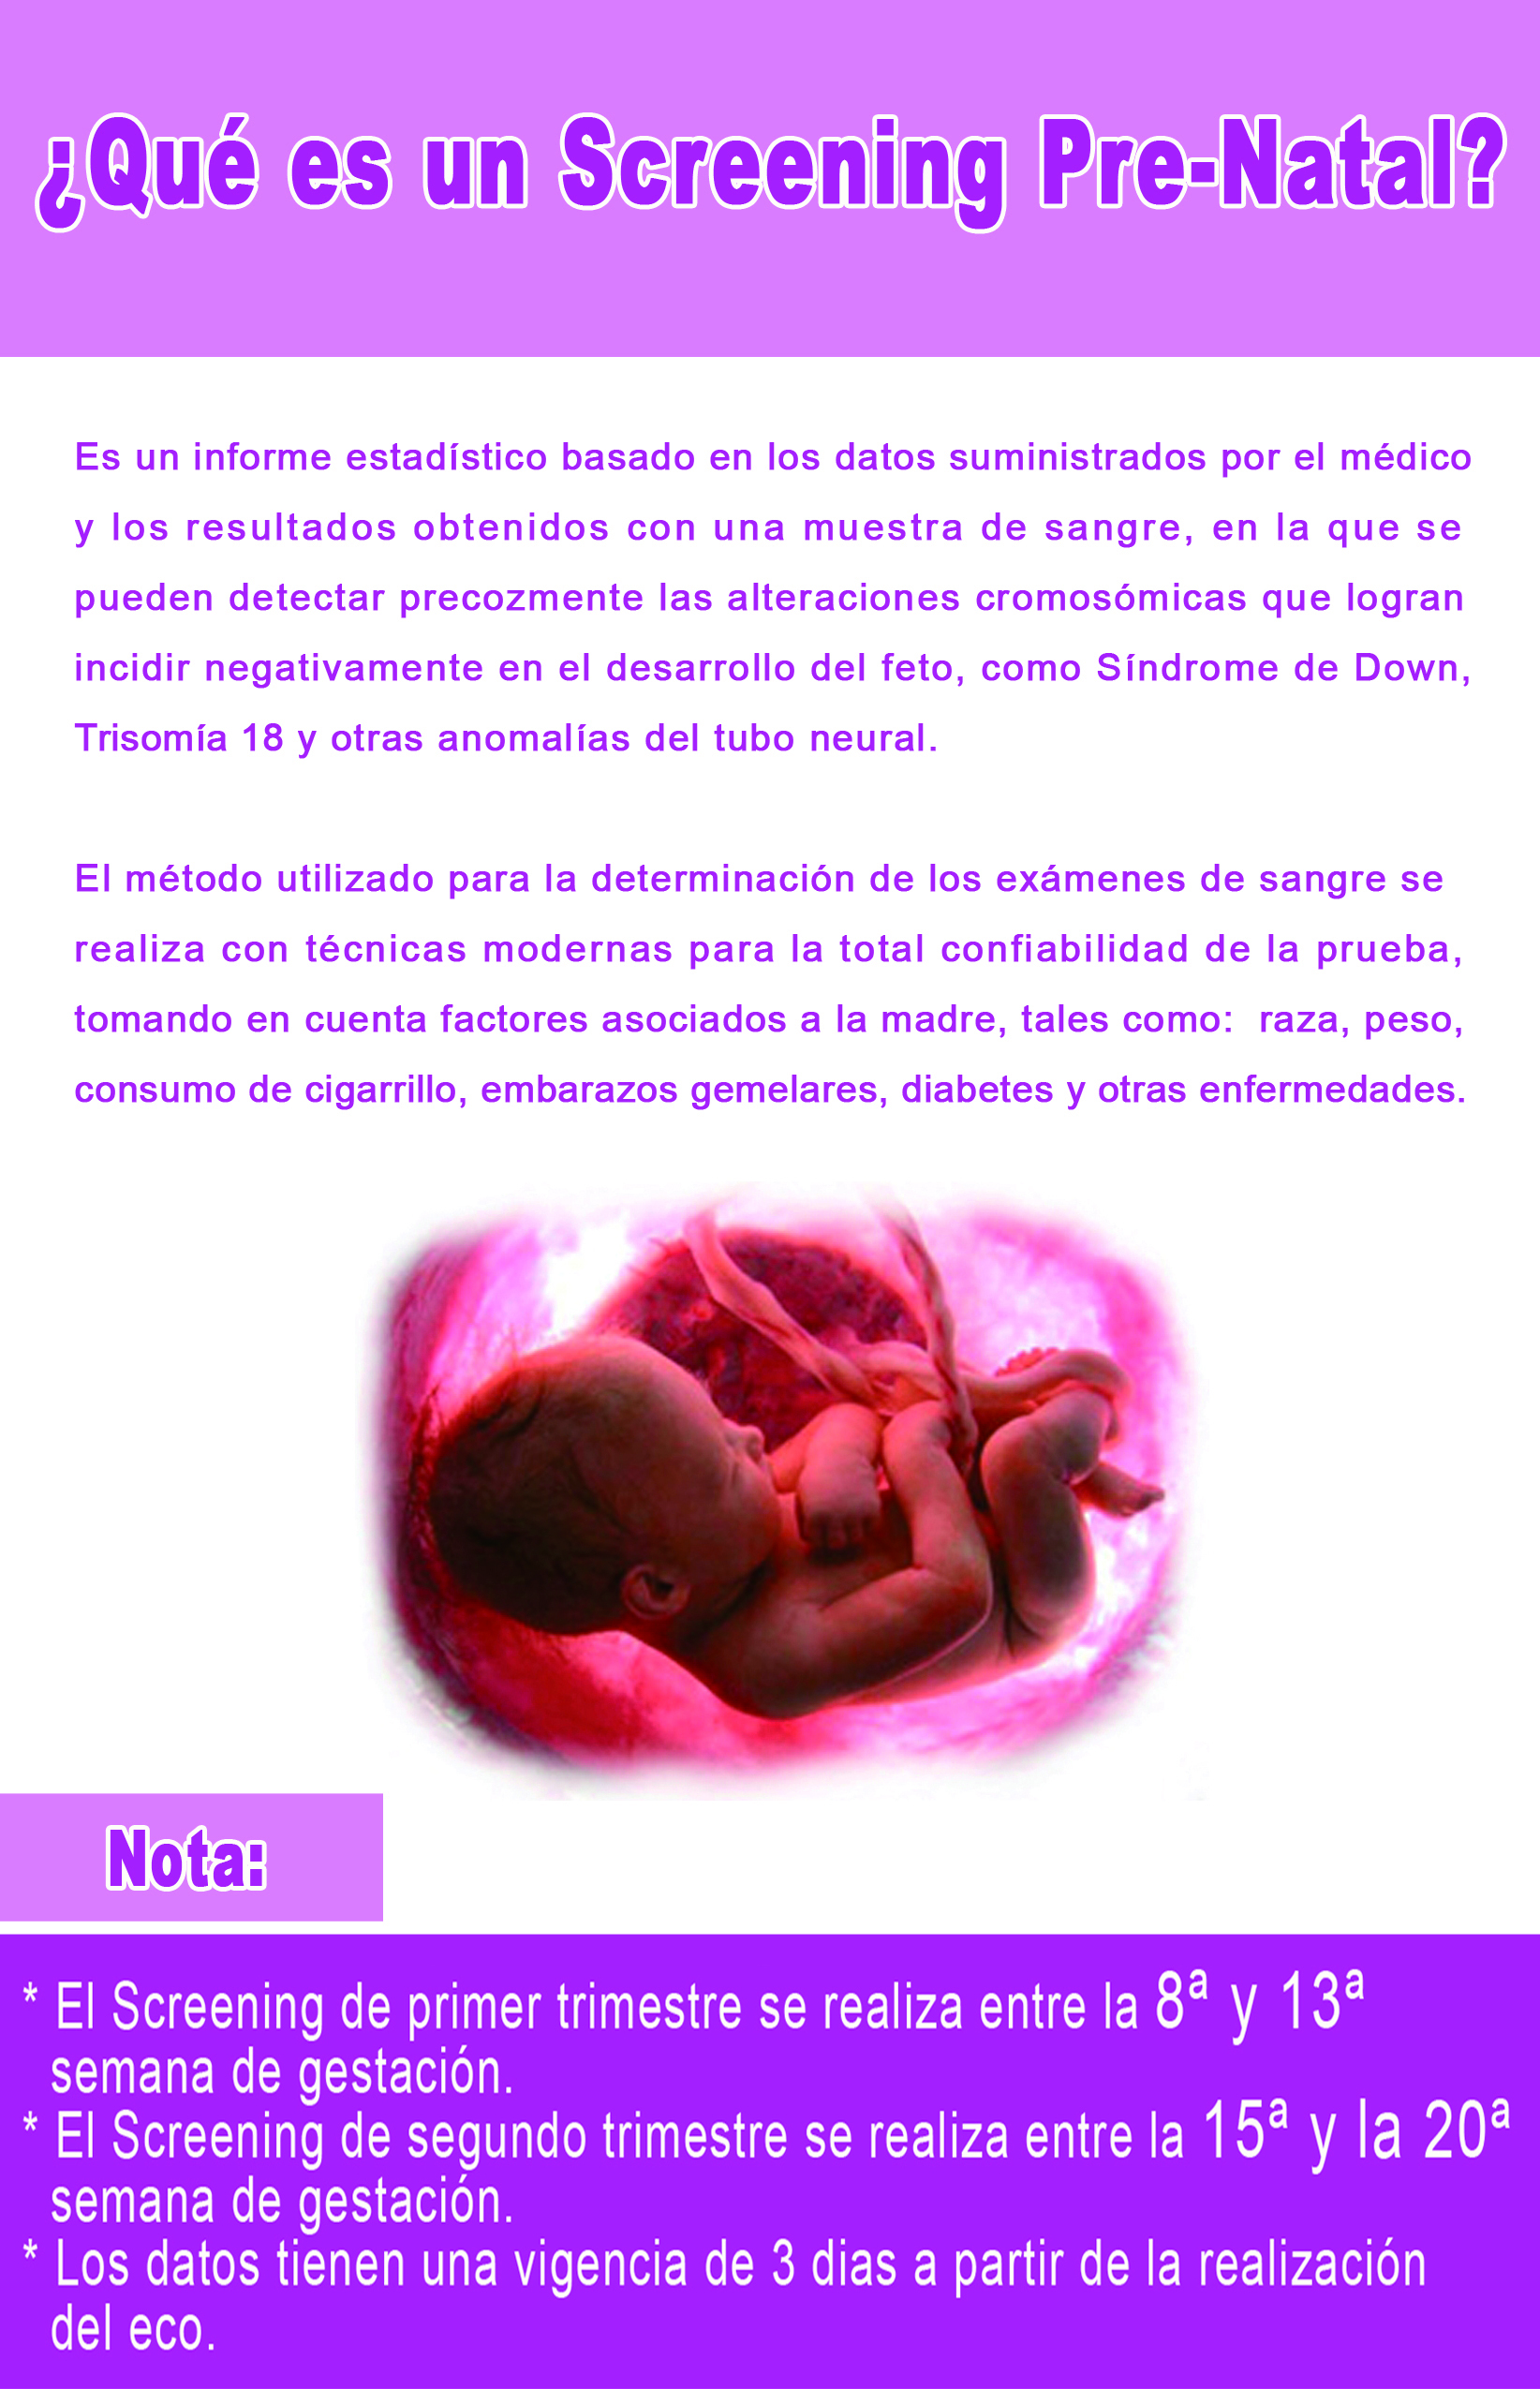 ¿Qué es un Screening Pre-Natal?
Es un informe estadístico basado en los datos suministrados por el médico
y los resultados obtenidos con una muestra de sangre, en la que se
pueden detectar precozmente las alteraciones cromosómicas que logran
incidir negativamente en el desarrollo del feto, como Síndrome de Down,
Trisomía 18 y otras anomalías del tubo neural.
El método utilizado para la determinación de los exámenes de sangre se
realiza con técnicas modernas para la total confiabilidad de la prueba,
tomando en cuenta factores asociados a la madre, tales como: raza, peso,
consumo de cigarrillo, embarazos gemelares, diabetes y otras enfermedades.
Nota:
* El Screening de primer trimestre se realiza entre la 8ª y 13ª
semana de gestación.
* El Screening de segundo trimestre se realiza entre la 15ª y la 20ª
semana de gestación.
* Los datos tienen una vigencia de 3 dias a partir de la realización
del eco.